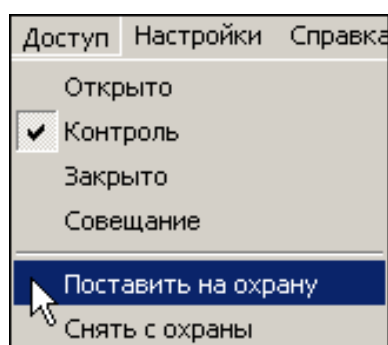 Доступ Настройки Справка
Открыто
Контроль
Закрыто
Совещание
Поставить на охрану
Снять с охраны